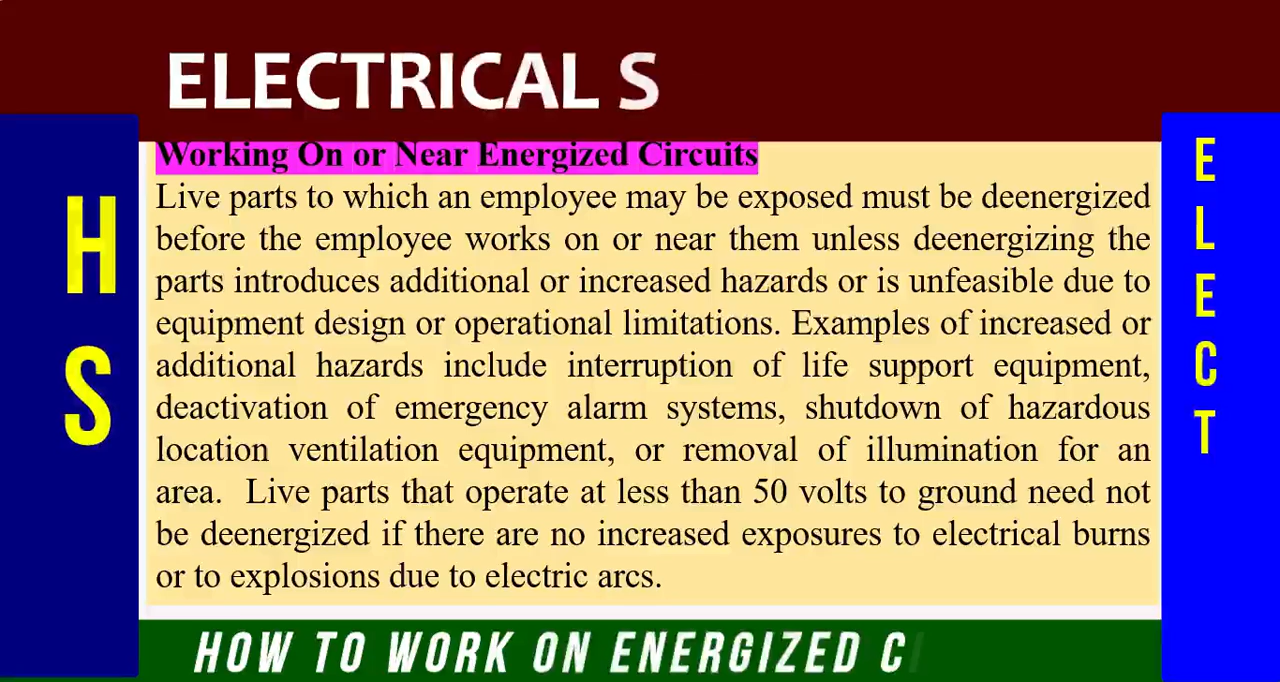 ELECTRICAL S
H
S
Working On or Near Energized Circuits
Live parts to which an employee may be exposed must be deenergized
before the employee works on or near them unless deenergizing the
parts introduces additional or increased hazards or is unfeasible due to
equipment design or operational limitations. Examples of increased or
additional hazards include interruption of life support equipment,
deactivation of emergency alarm systems, shutdown of hazardous
location ventilation equipment, or removal of illumination for an
area.  Live parts that operate at less than 50 volts to ground need not
be deenergized if there are no increased exposures to electrical burns
or to explosions due to electric arcs.
E
L
E
C
T
HOW TO WORK ON ENERGIZED C